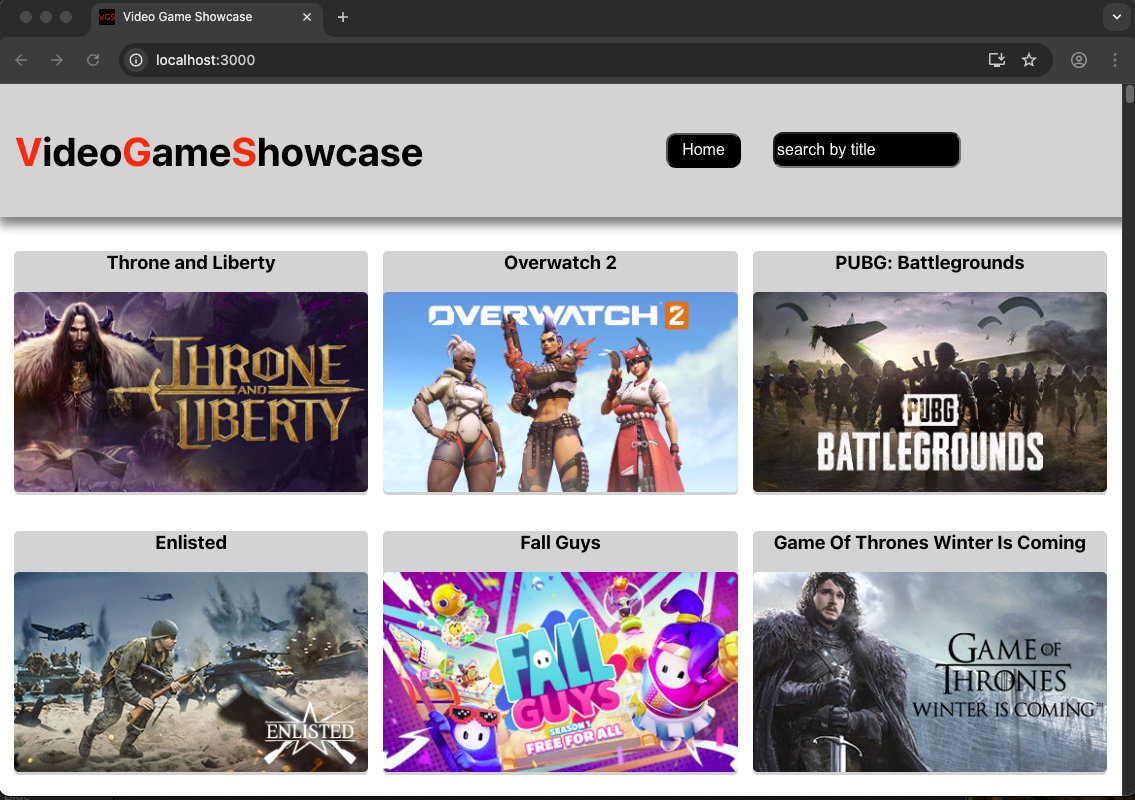 VGS Video Game Showcase
localhost:3000
VideoGameShowcase
Home
search by title
Throne and Liberty
Overwatch 2
PUBG: Battlegrounds
THRONE
AND
LIBERTY
OVERWATCH 2
PUBG
BATTLEGROUNDS
Enlisted
Fall Guys
Game Of Thrones Winter Is Coming
ENLISTED
FALL
GUYS
SEASON 1
FREE FOR ALL
GAME OF
THRONES
WINTER IS COMING™